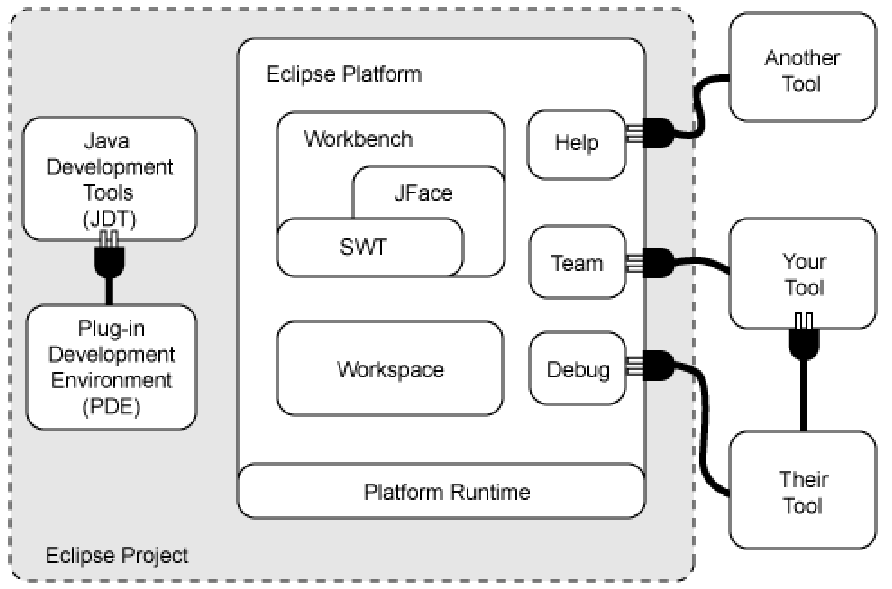 Eclipse Platform
Another
Tool
Workbench
Help
Java
Development
Tools
(JDT)
JFace
SWT
Team
Your
Tool
Plug-in
Development
Environment
(PDE)
Workspace
Debug
Their
Tool
Platform Runtime
Eclipse Project